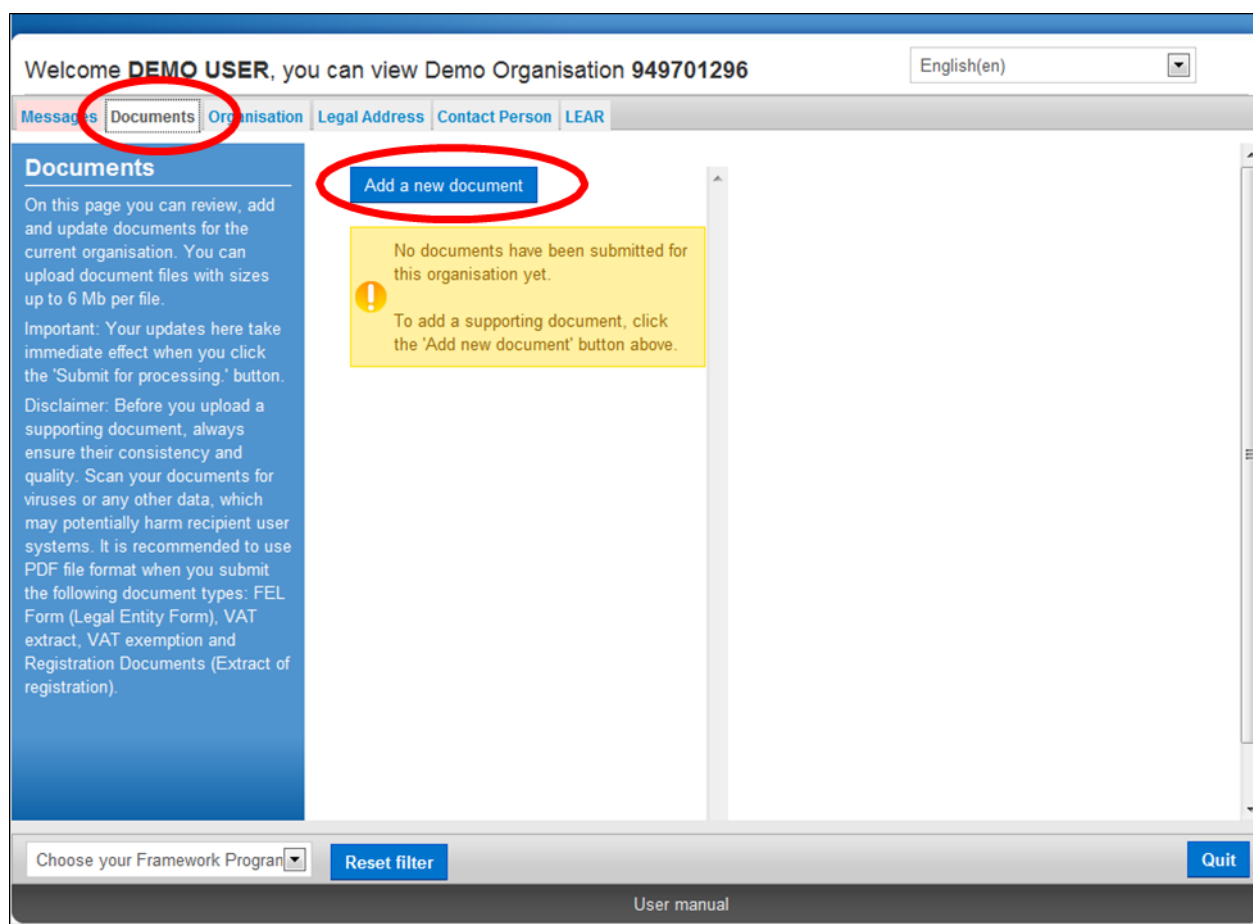 Welcome DEMO USER, you can view Demo Organisation 949701296
English(en)
Messages Documents Organisation Legal Address Contact Person LEAR
Documents
On this page you can review, add
and update documents for the
current organisation. You can
upload document files with sizes
up to 6 Mb per file.
Important: Your updates here take
immediate effect when you click
the 'Submit for processing.' button.
Disclaimer: Before you upload a
supporting document, always
ensure their consistency and
quality. Scan your documents for
viruses or any other data, which
may potentially harm recipient user
systems. It is recommended to use
PDF file format when you submit
the following document types: FEL
Form (Legal Entity Form), VAT
extract, VAT exemption and
Registration Documents (Extract of
registration).
Add a new document
No documents have been submitted for
this organisation yet.
To add a supporting document, click
the 'Add new document' button above.
Choose your Framework Progran
Reset filter
Quit
User manual